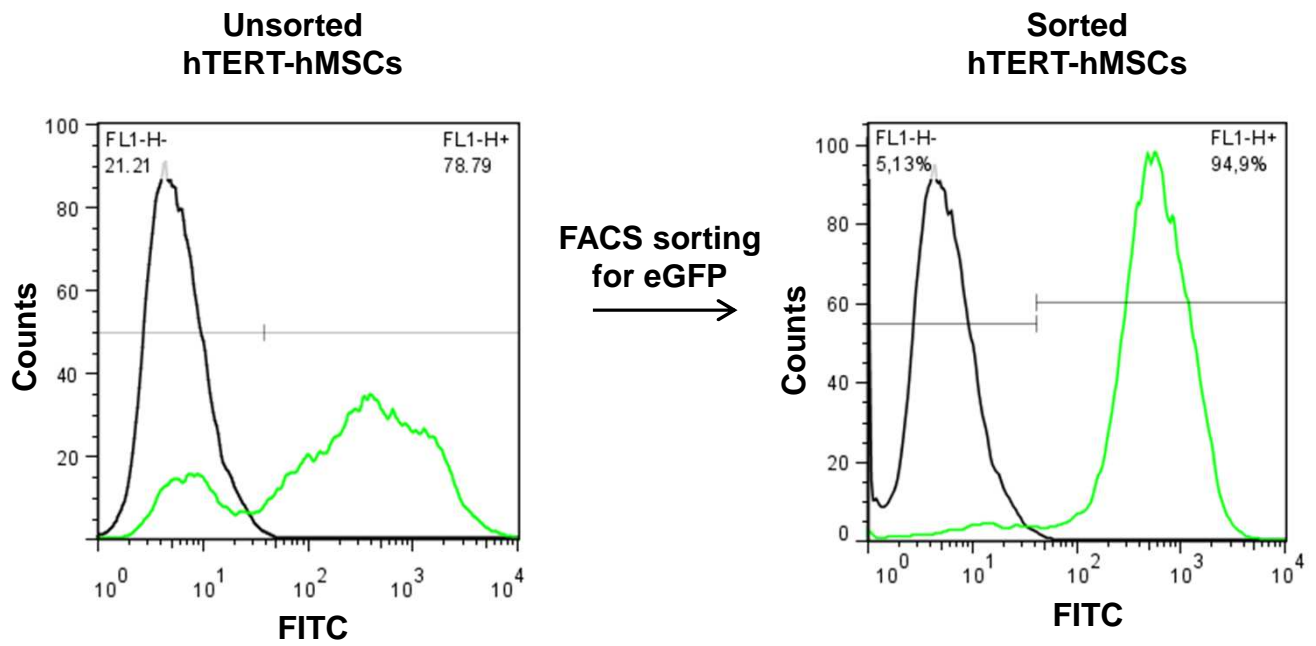 Unsorted
hTERT-hMSCs
100
80
60
40
20
Counts
FL1-H-
21.21
FL1-H+
78.79
10^0 10^1 10^2 10^3 10^4
FITC
FACS sorting
for eGFP
Sorted
hTERT-hMSCs
100
80
60
40
20
0
Counts
FL1-H-
5,13%
FL1-H+
94,9%
10^0 10^1 10^2 10^3 10^4
FITC